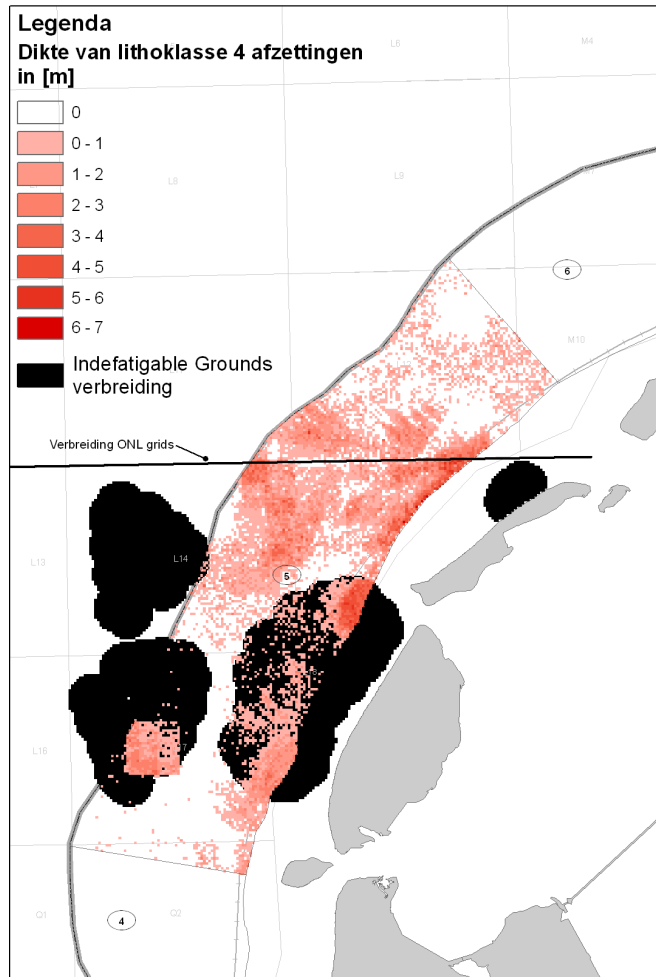 Legenda
Dikte van lithoklasse 4 afzettingen
in [m]
0
0 - 1
1 - 2
2 - 3
3 - 4
4 - 5
5 - 6
6 - 7
Indefatigable Grounds
verbreiding
L6
M4
L8
L9
6
M10
Verbreiding ONL grids
L13
L14
5
L16
Q1
4
Q2